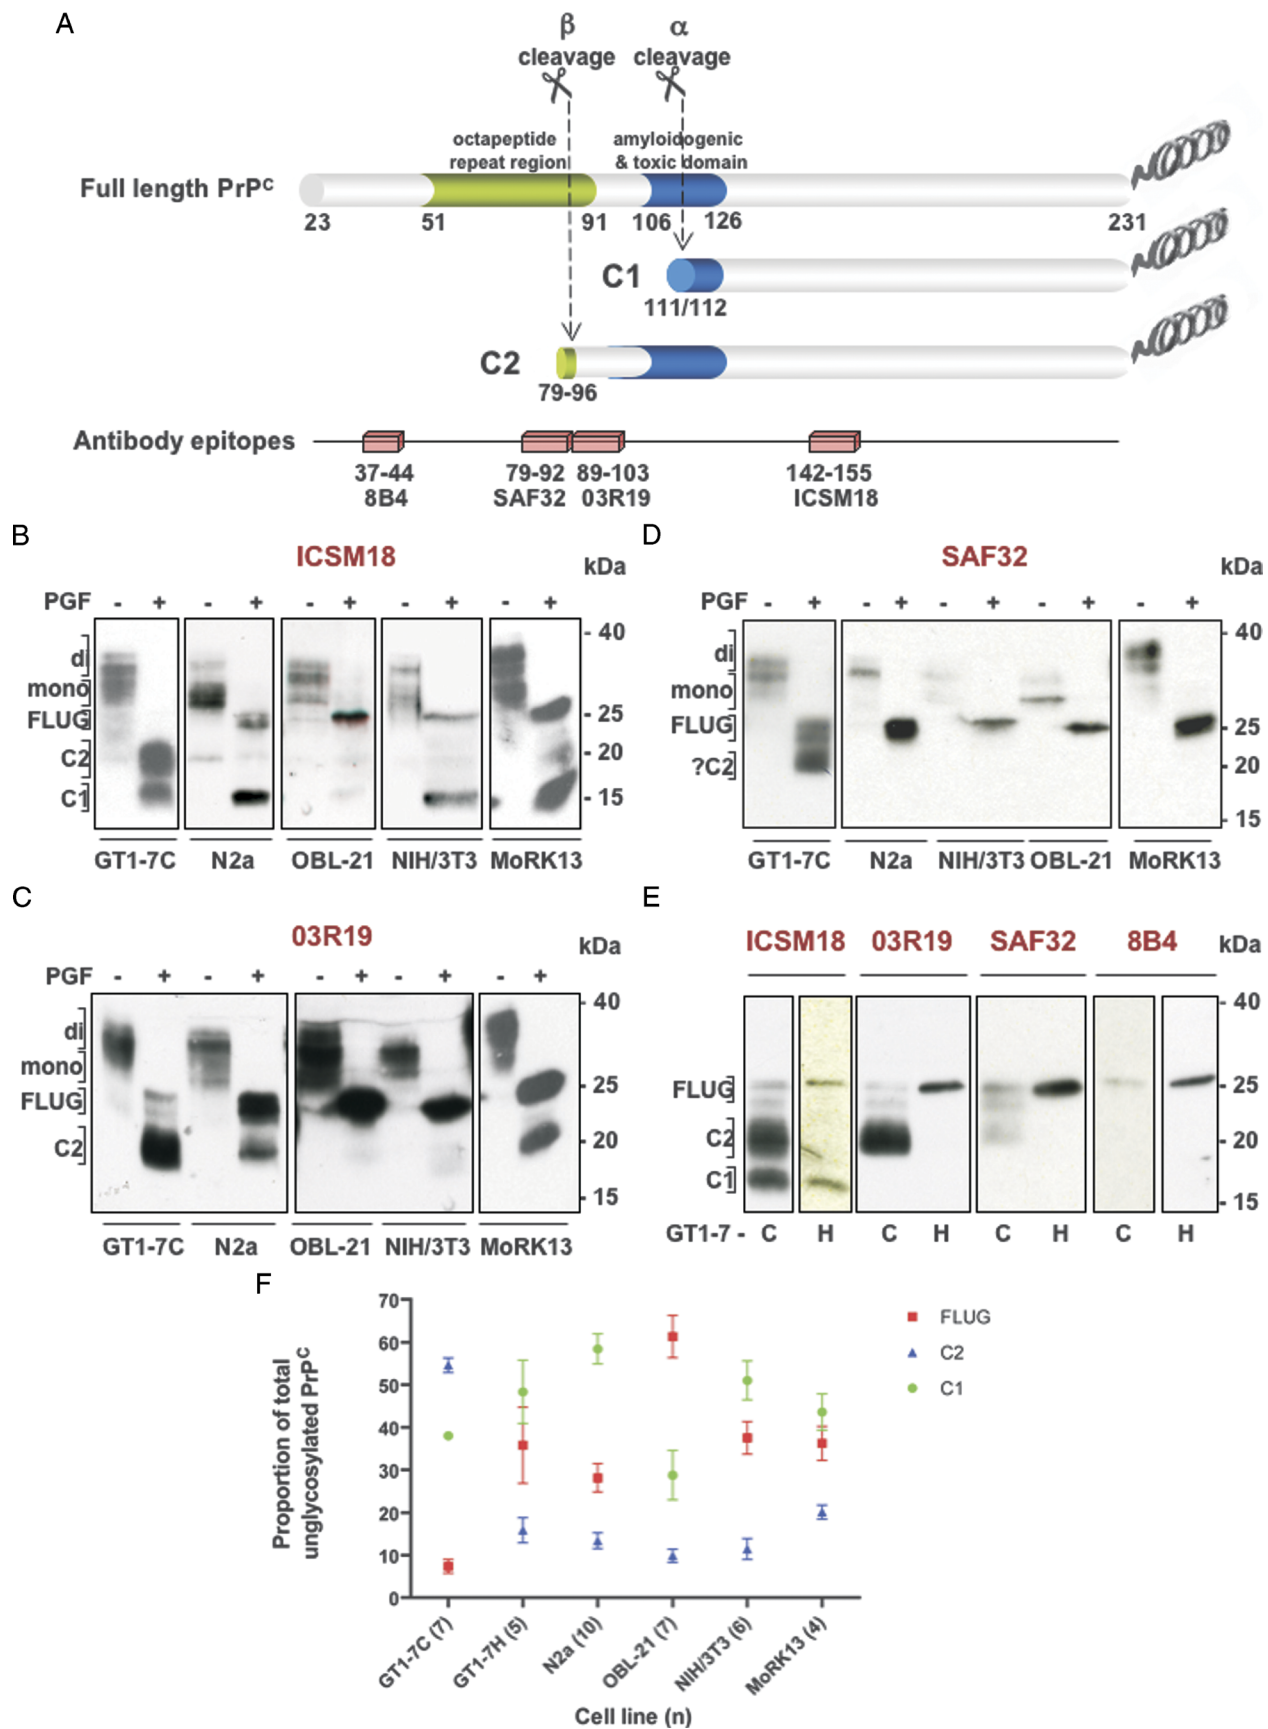 A
β α
cleavage cleavage
octapeptide amyloidogenic
repeat region & toxic domain
Full length PrPC
23 51 91 106 126 231
C1
111/112
C2
79-96
Antibody epitopes
37-44 79-92 89-103 142-155
8B4 SAF32 03R19 ICSM18
B
ICSM18
kDa
PGF - + - + - + - + - +
di
mono
FLUG
C2
C1
- 40
- 25
- 20
- 15
GT1-7C N2a OBL-21 NIH/3T3 MoRK13
D
SAF32
kDa
PGF - + - + - + - + - +
di
mono
FLUG
?C2
- 40
- 25
- 20
- 15
GT1-7C N2a NIH/3T3 OBL-21 MoRK13
C
03R19
kDa
PGF - + - + - + - + - +
di
mono
FLUG
C2
- 40
- 25
- 20
- 15
GT1-7C N2a OBL-21 NIH/3T3 MoRK13
E
ICSM18 03R19 SAF32 8B4 kDa
FLUG
C2
C1
- 40
- 25
- 20
- 15
GT1-7 - C H C H C H C H
F
Proportion of total
unglycosylated PrPC
70
60
50
40
30
20
10
0
FLUG
C2
C1
GT1-7C (7)
GT1-7H (5)
N2a (10)
OBL-21 (7)
NIH/3T3 (6)
MoRK13 (4)
Cell line (n)